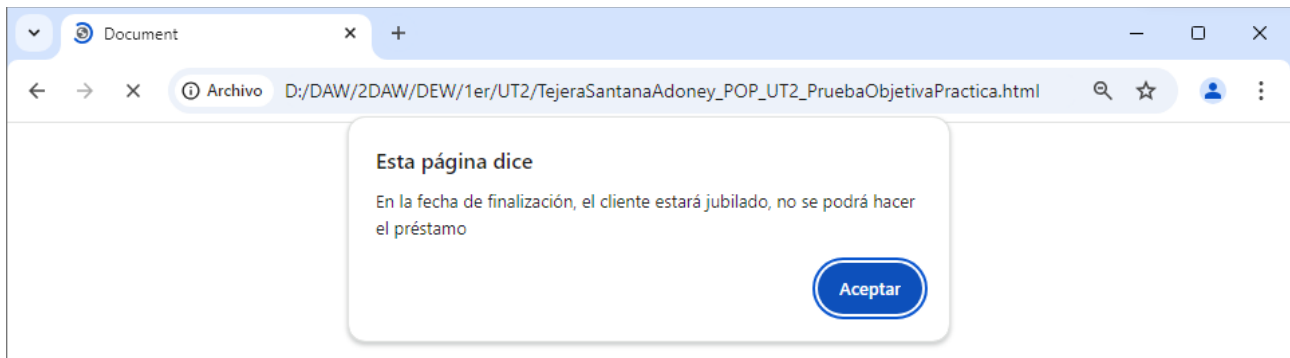 Document
Archivo D:/DAW/2DAW/DEW/1er/UT2/TejeraSantanaAdoney_POP_UT2_PruebaObjetivaPractica.html
Esta página dice
En la fecha de finalización, el cliente estará jubilado, no se podrá hacer
el préstamo
Aceptar